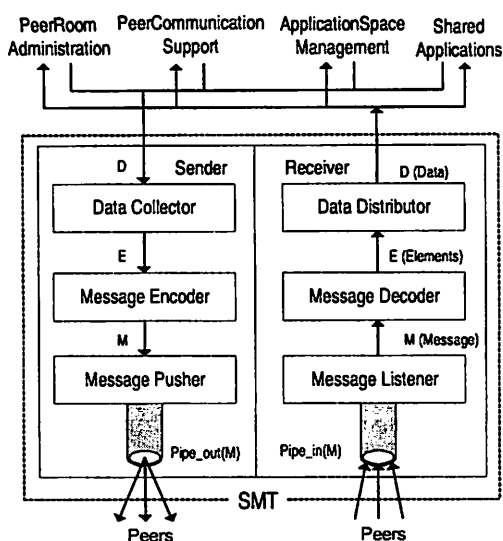 PeerRoom
Administration
PeerCommunication
Support
ApplicationSpace
Management
Shared
Applications
D
Sender
Receiver
D (Data)
Data Collector
Data Distributor
E
E (Elements)
Message Encoder
Message Decoder
M
M (Message)
Message Pusher
Message Listener
Pipe_out(M)
Pipe_in(M)
SMT
Peers
Peers